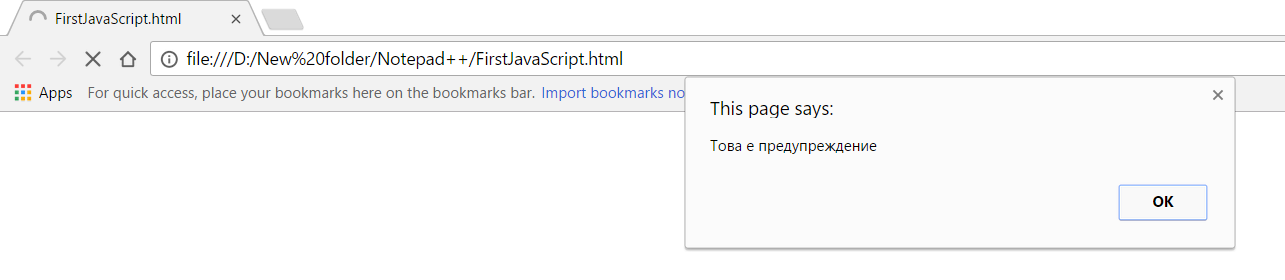 FirstJavaScript.html
file:///D:/New%20folder/Notepad++/FirstJavaScript.html
Apps For quick access, place your bookmarks here on the bookmarks bar. Import bookmarks no
This page says:
Това е предупреждение
OK